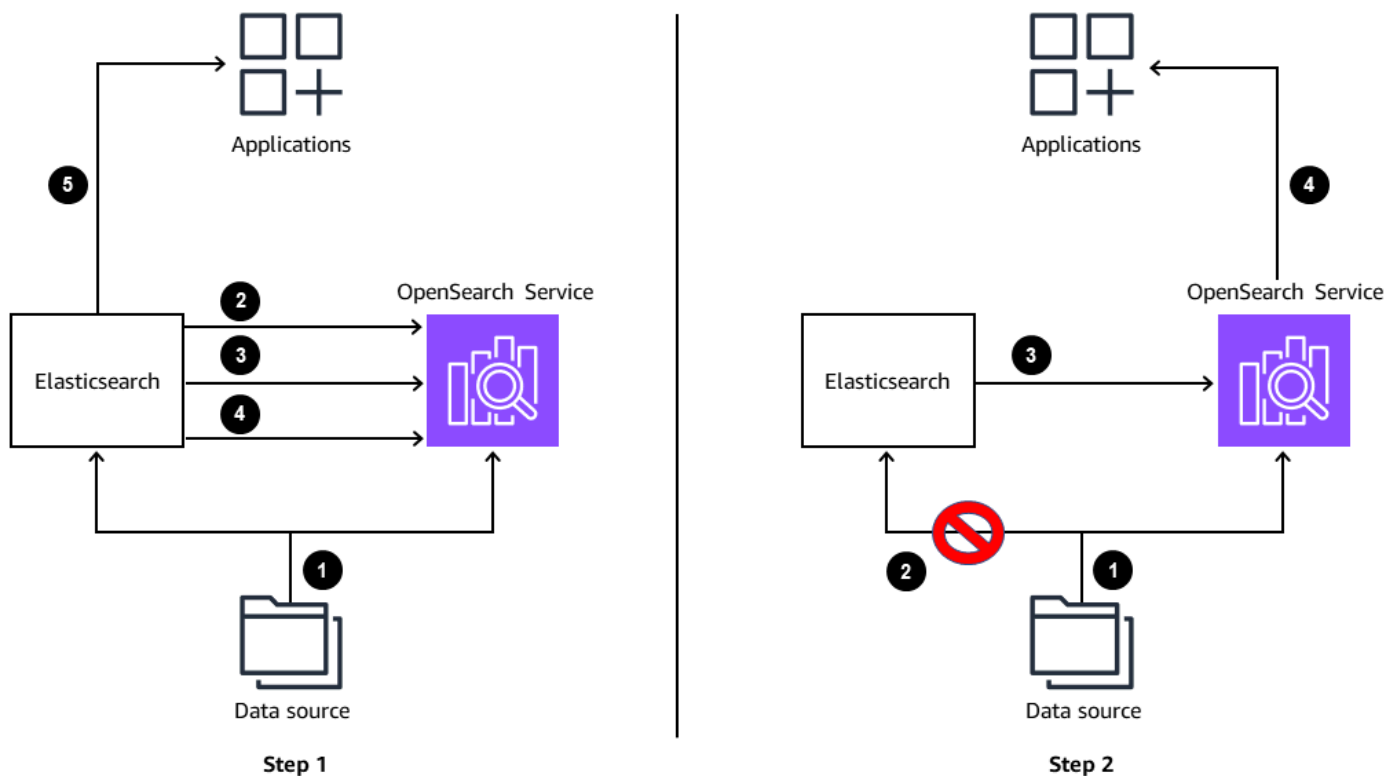 Applications
5
OpenSearch Service
2
3
4
Elasticsearch
1
Data source
Step 1
Applications
4
OpenSearch Service
3
Elasticsearch
2
1
Data source
Step 2